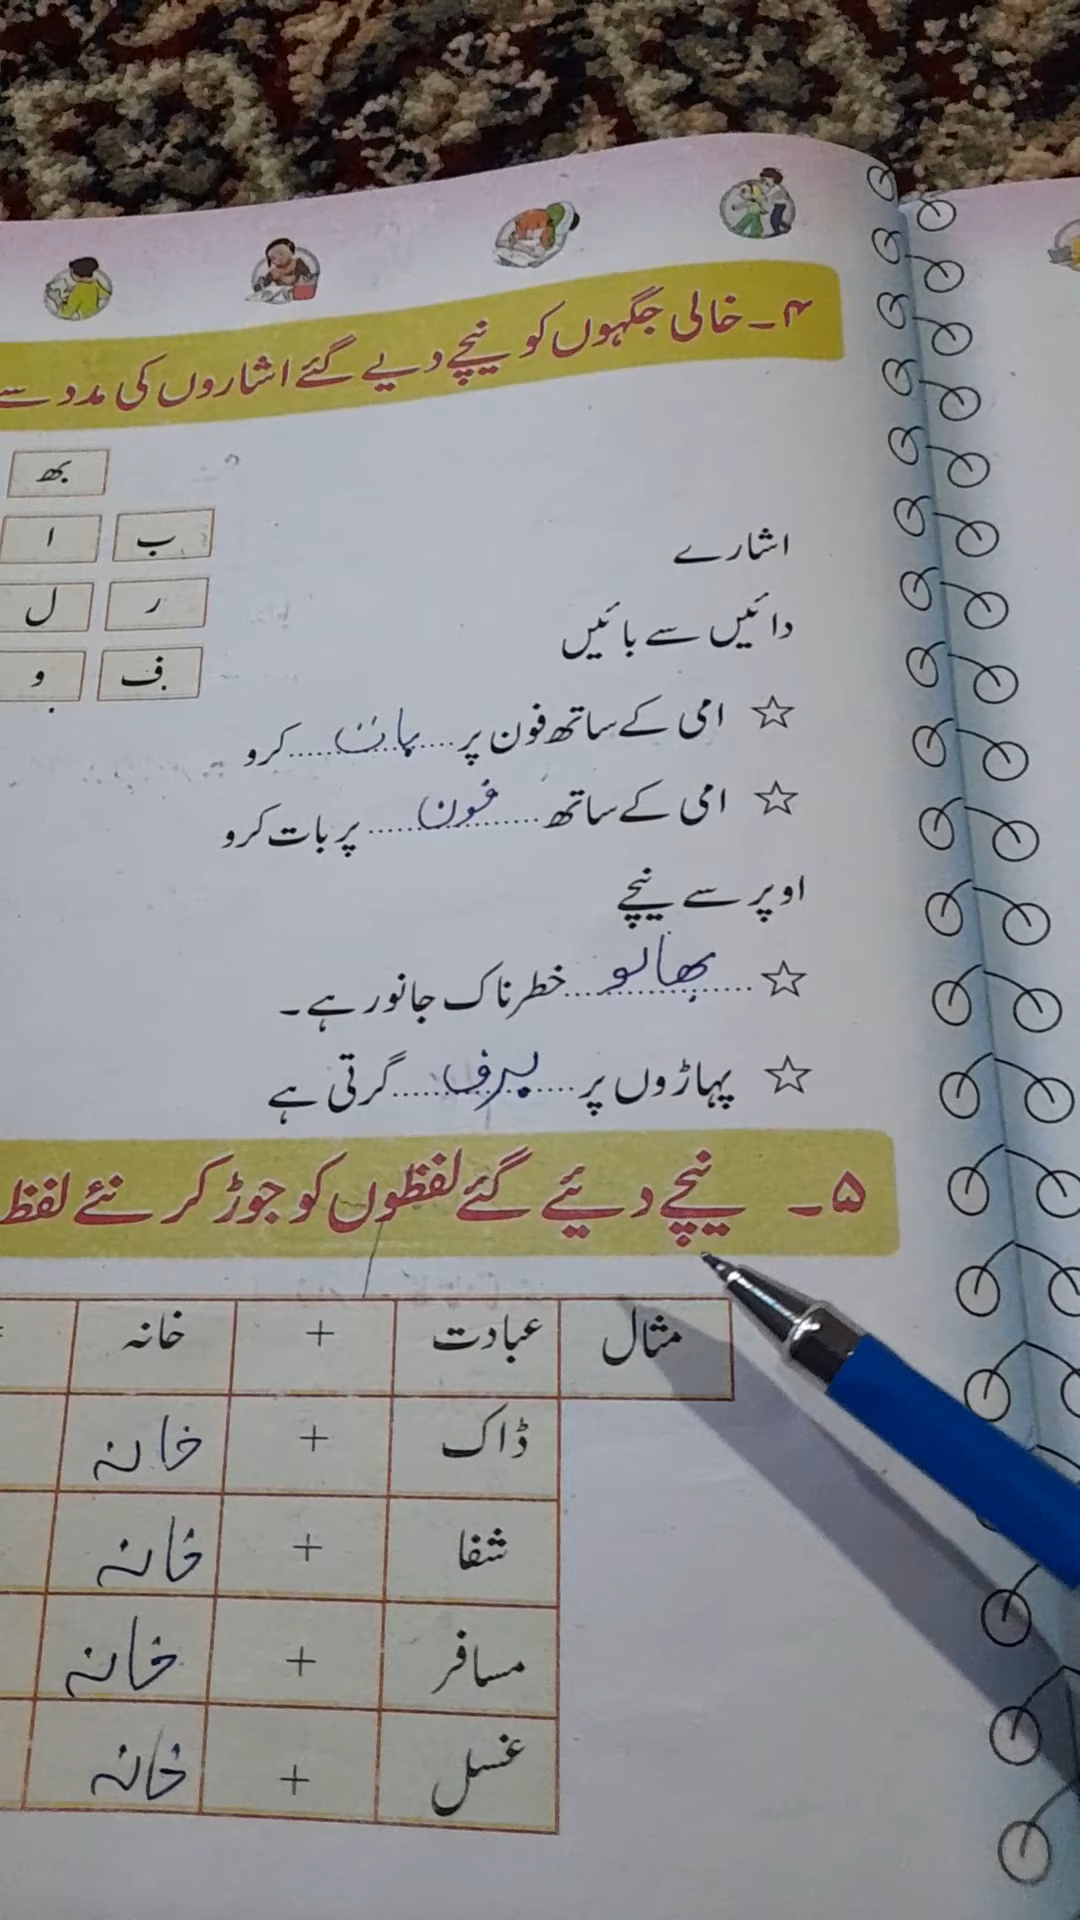 ۴۔ خالی جگہوں کو نیچے دیے گئے اشاروں کی مدد سے
بھ
ب ا
ر ل
ف و
اشارے
دائیں سے بائیں
☆ امی کے ساتھ فون پر بات کرو
☆ امی کے ساتھ فون پر بات کرو
اوپر سے نیچے
☆ بھالو خطرناک جانور ہے۔
☆ پہاڑوں پر برف گرتی ہے
۵۔ نیچے دیئے گئے لفظوں کو جوڑ کر نئے لفظ
مثال عبادت + خانہ =
ڈاک + خانہ
شفا + خانہ
مسافر + خانہ
غسل + خانہ